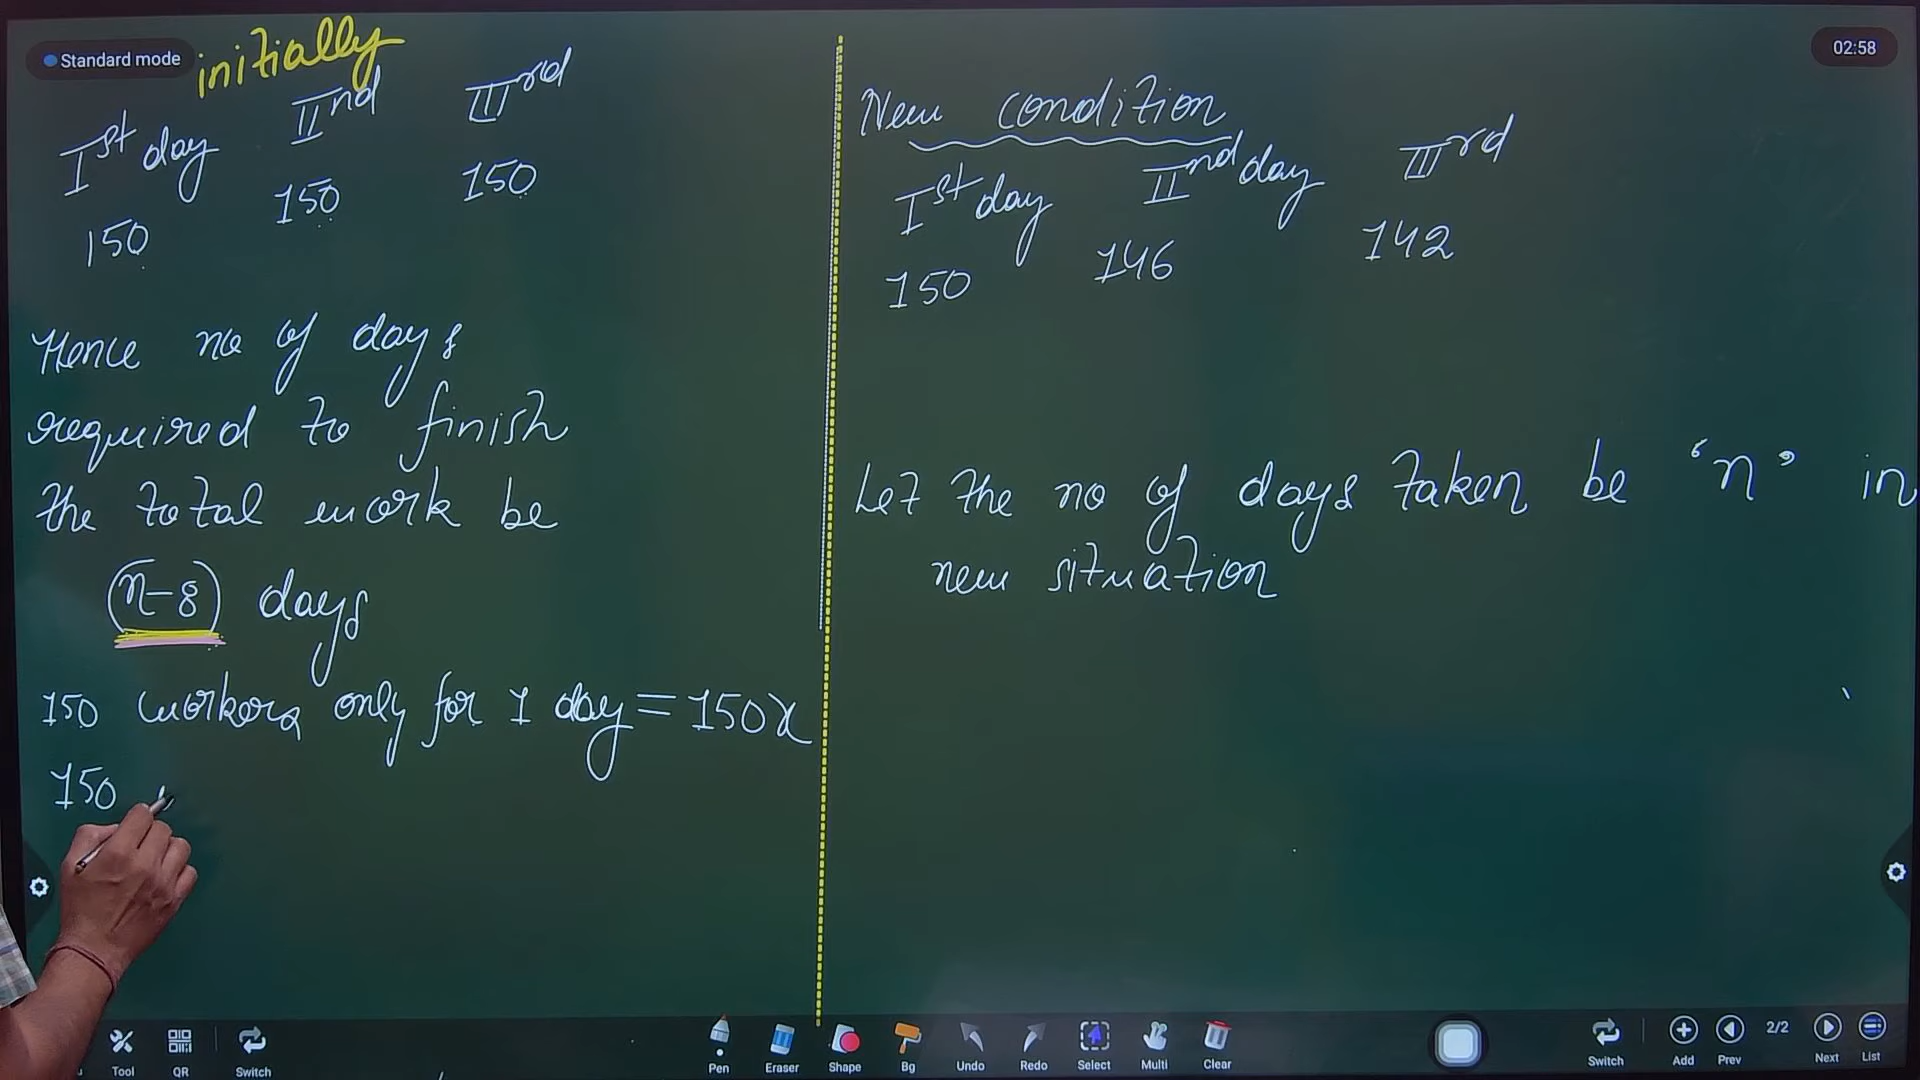 Standard mode
initially
Ist day IInd IIIrd
150 150 150
Hence no of days
required to finish
the total work be
(n-8) days
150 workers only for 1 day = 150x
150
02:58
New condition
Ist day IInd day IIIrd
150 146 142
Let the no of days taken be 'n' in
new situation
Tool QR Switch Pen Eraser Shape Bg Undo Redo Select Multi Clear Switch Add Prev 2/2 Next List